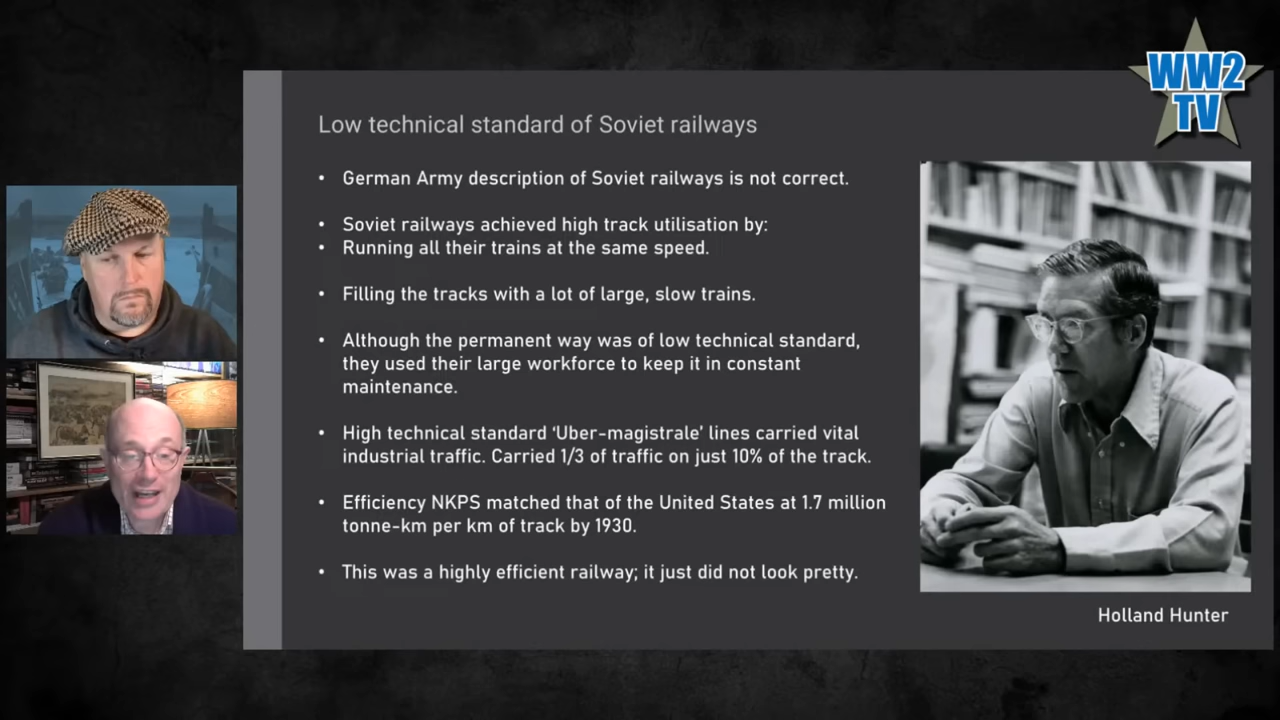 WW2
TV
Low technical standard of Soviet railways
• German Army description of Soviet railways is not correct.
• Soviet railways achieved high track utilisation by:
• Running all their trains at the same speed.
• Filling the tracks with a lot of large, slow trains.
• Although the permanent way was of low technical standard,
they used their large workforce to keep it in constant
maintenance.
• High technical standard ‘Uber-magistrale’ lines carried vital
industrial traffic. Carried 1/3 of traffic on just 10% of the track.
• Efficiency NKPS matched that of the United States at 1.7 million
tonne-km per km of track by 1930.
• This was a highly efficient railway; it just did not look pretty.
Holland Hunter